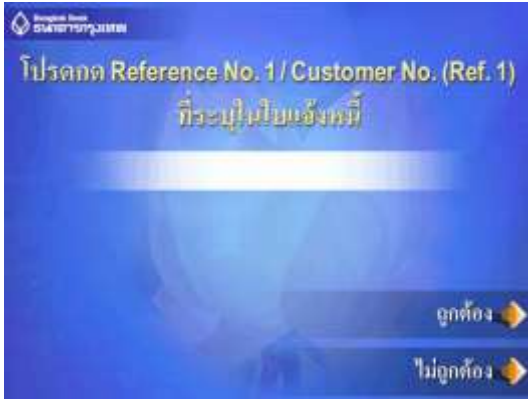 Bangkok Bank
ธนาคารกรุงเทพ
โปรดกด Reference No. 1 / Customer No. (Ref. 1)
ที่ระบุในใบแจ้งหนี้
ถูกต้อง
ไม่ถูกต้อง